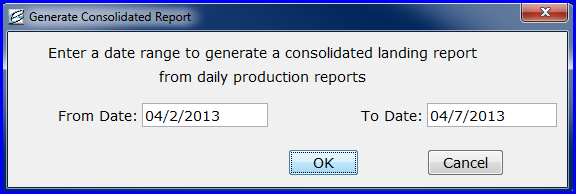 Generate Consolidated Report
Enter a date range to generate a consolidated landing report
from daily production reports
From Date: 04/2/2013 To Date: 04/7/2013
OK Cancel